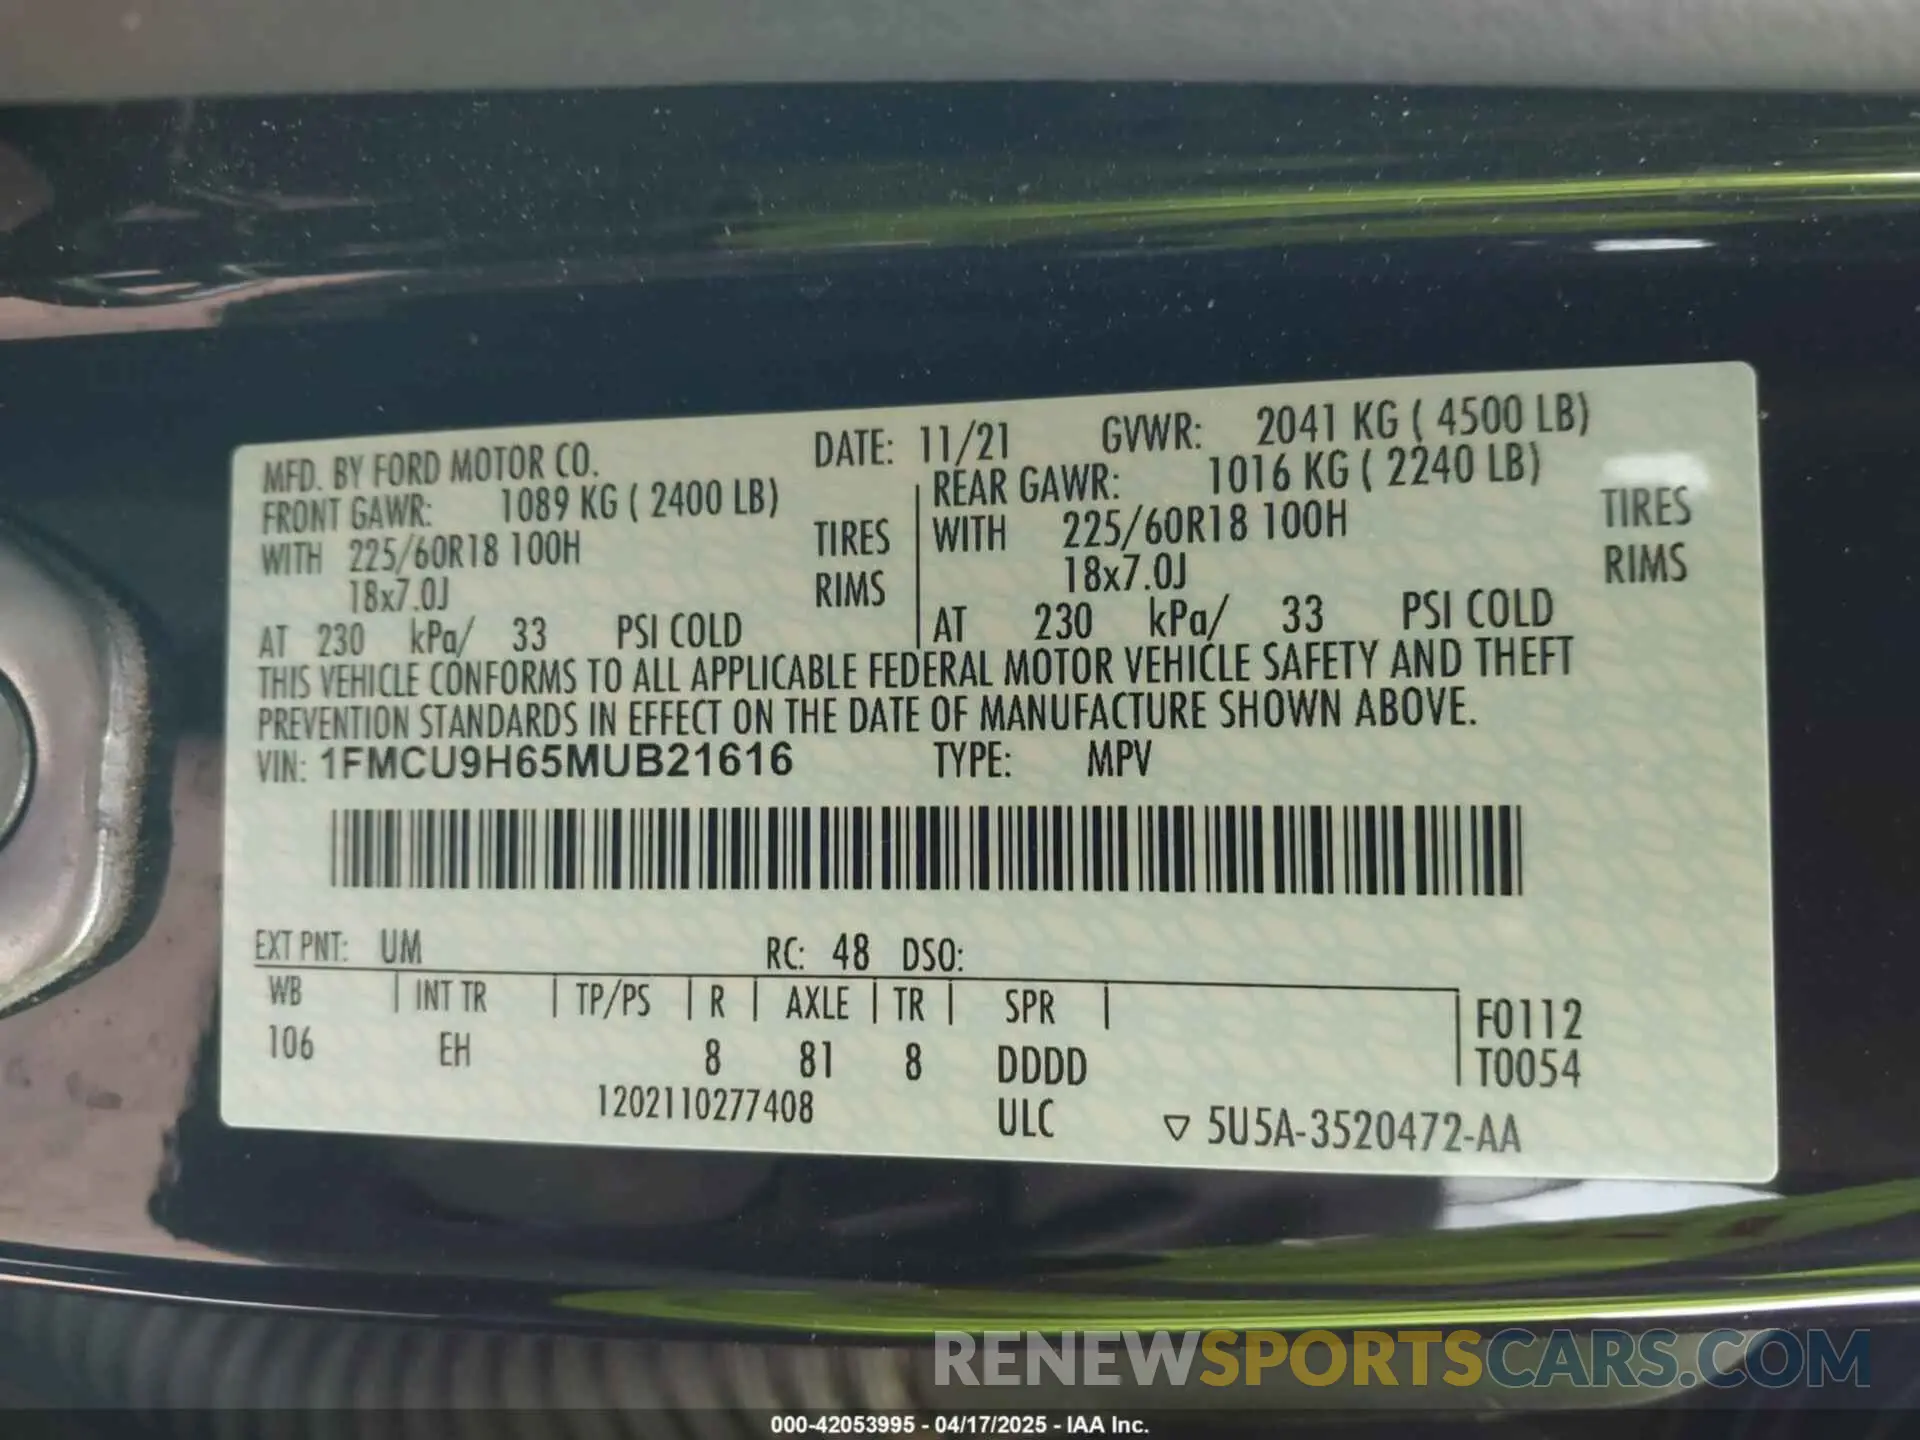 MFD. BY FORD MOTOR CO. DATE: 11/21 GVWR: 2041 KG ( 4500 LB)
FRONT GAWR: 1089 KG ( 2400 LB) REAR GAWR: 1016 KG ( 2240 LB)
WITH 225/60R18 100H TIRES WITH 225/60R18 100H TIRES
18x7.0J RIMS 18x7.0J RIMS
AT 230 kPa/ 33 PSI COLD AT 230 kPa/ 33 PSI COLD
THIS VEHICLE CONFORMS TO ALL APPLICABLE FEDERAL MOTOR VEHICLE SAFETY AND THEFT
PREVENTION STANDARDS IN EFFECT ON THE DATE OF MANUFACTURE SHOWN ABOVE.
VIN: 1FMCU9H65MUB21616 TYPE: MPV
EXT PNT: UM RC: 48 DSO:
WB INT TR TP/PS R AXLE TR SPR F0112
106 EH 8 81 8 DDDD T0054
1202110277408 ULC ▽ 5U5A-3520472-AA
RENEWSPORTSCARS.COM
000-42053995 - 04/17/2025 - IAA Inc.